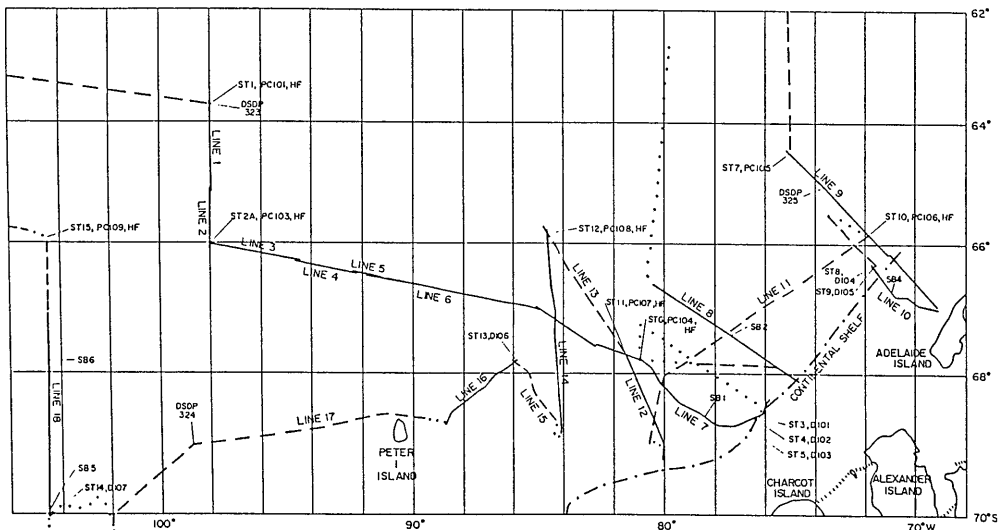 62°
ST1, PC101, HF
DSDP
323
LINE 1
64°
ST7, PC105
LINE 9
DSDP
325
ST15, PC109, HF
LINE 2
ST2A, PC103, HF
LINE 3
LINE 4
LINE 5
LINE 6
ST12, PC108, HF
ST10, PC106, HF
66°
LINE 13
LINE 11
ST8,
D104
ST9, D105
SB4
LINE 10
LINE 8
ST11, PC107, HF
ST6, PC104,
HF
SB2
CONTINENTAL SHELF
ADELAIDE
ISLAND
SB6
ST13, D106
LINE 14
68°
LINE 16
LINE 15
LINE 12
SB1
LINE 7
LINE 18
DSDP
324
LINE 17
PETER
I
ISLAND
ST3, D101
ST4, D102
ST5, D103
SB5
ST14, D107
CHARCOT
ISLAND
ALEXANDER
ISLAND
70°S
100°
90°
80°
70°W